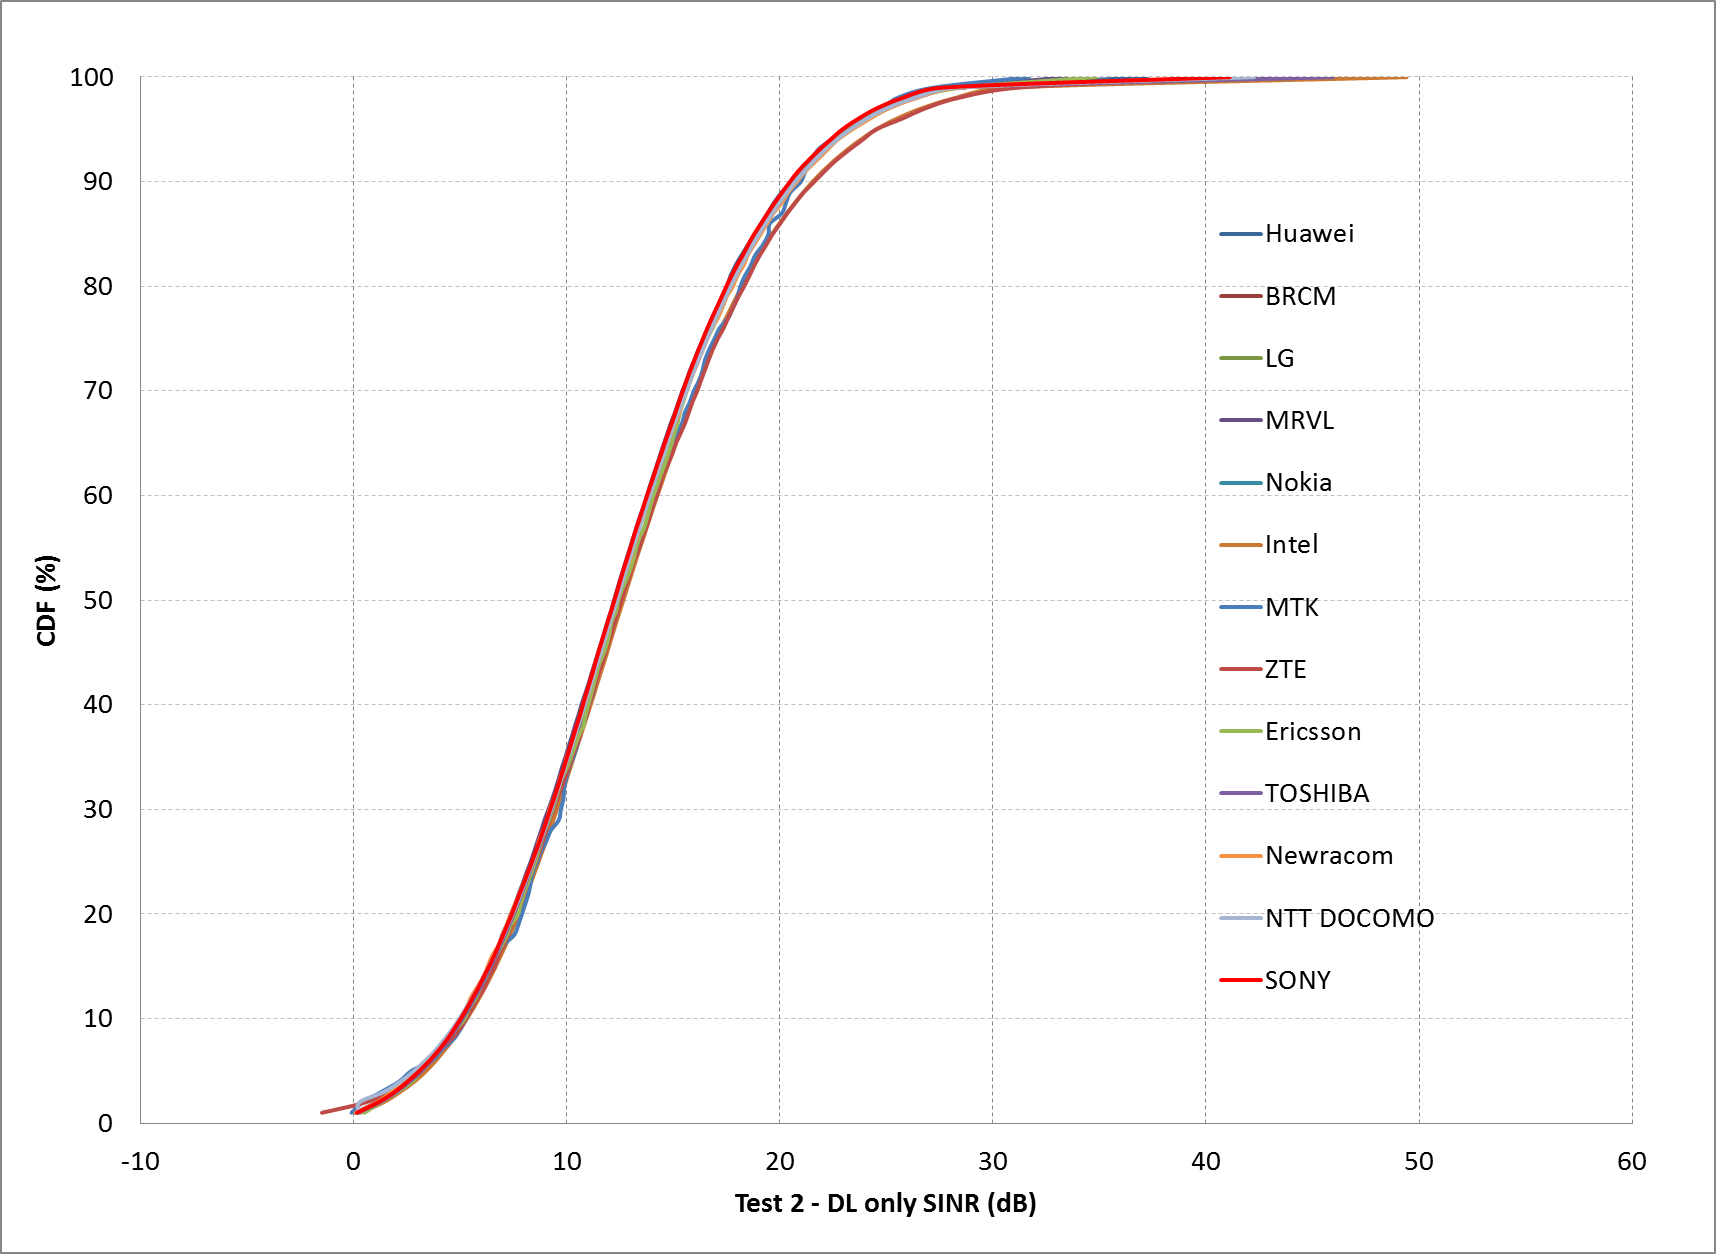 100
90
80
70
60
50
40
30
20
10
0
CDF (%)
Huawei
BRCM
LG
MRVL
Nokia
Intel
MTK
ZTE
Ericsson
TOSHIBA
Newracom
NTT DOCOMO
SONY
-10 0 10 20 30 40 50 60
Test 2 - DL only SINR (dB)